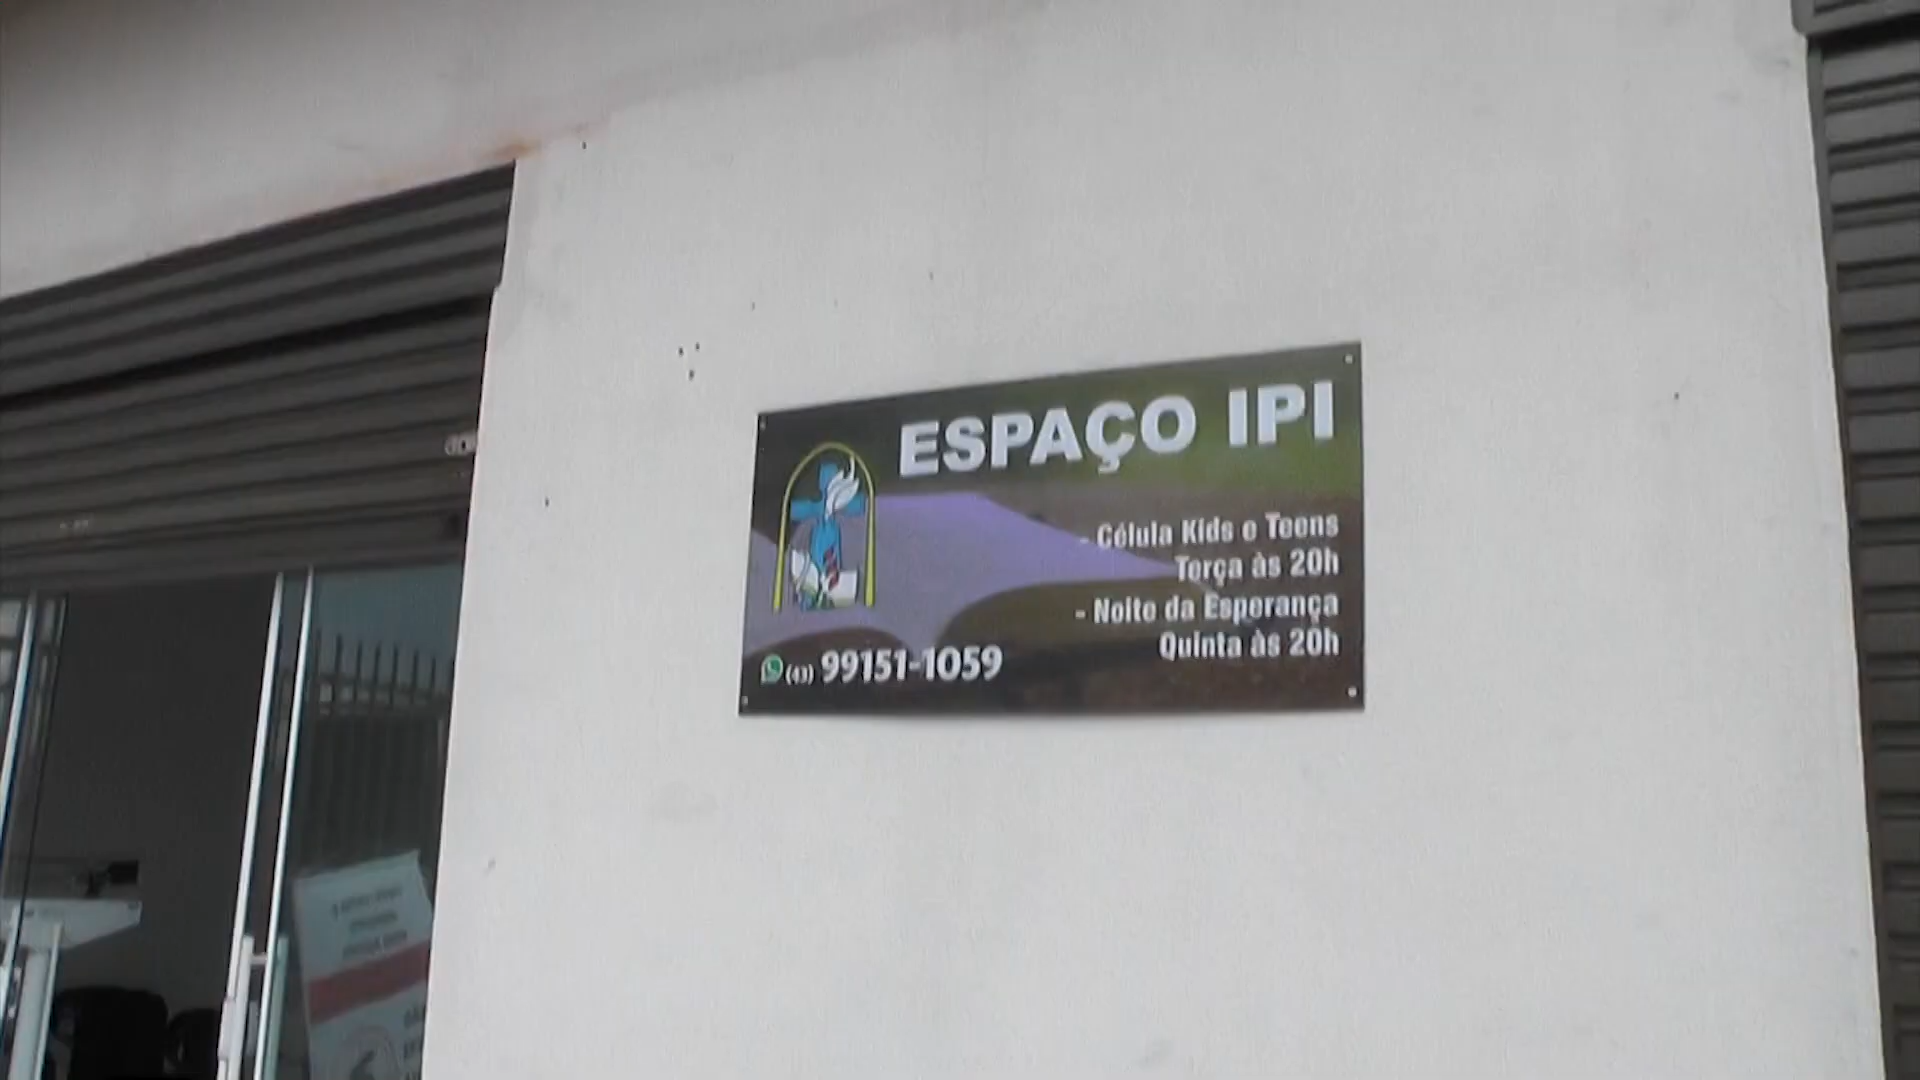 ESPAÇO IPI
- Célula Kids e Teens
Terça às 20h
- Noite da Esperança
Quinta às 20h
(43) 99151-1059